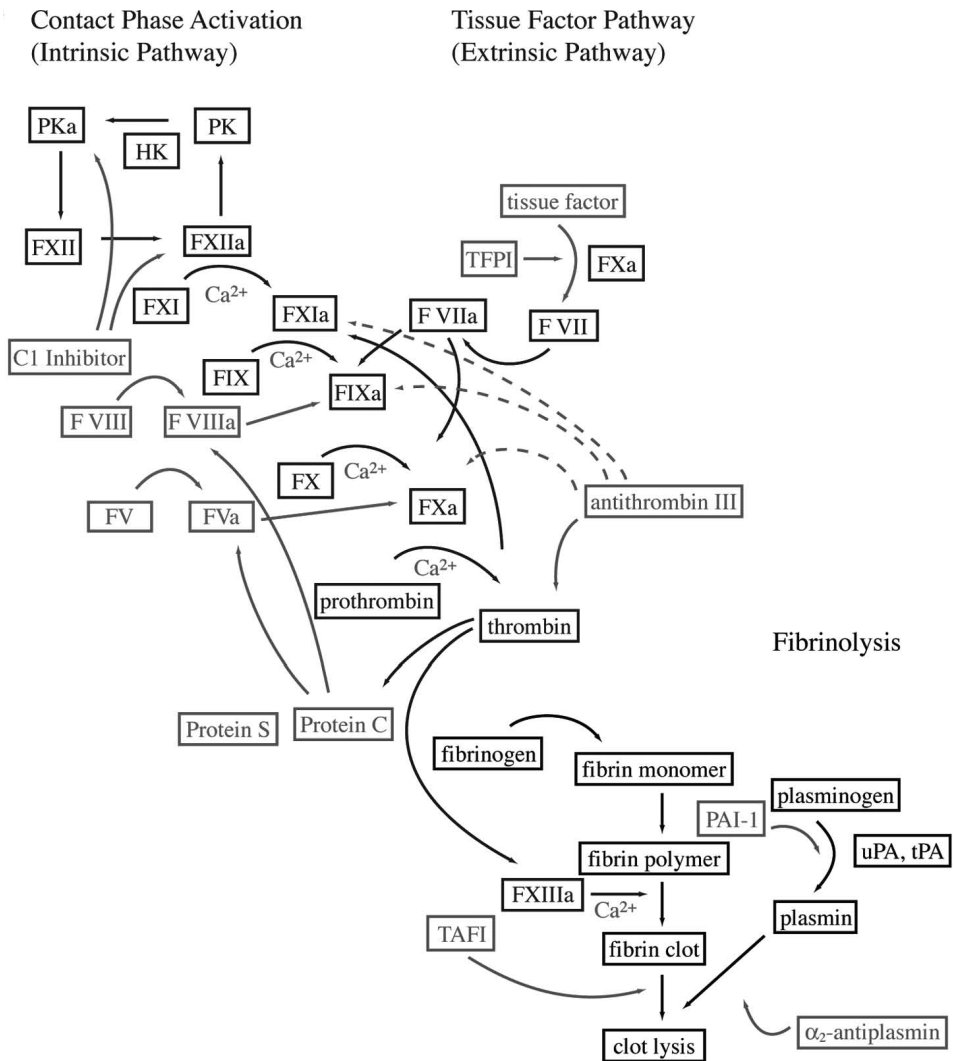 Contact Phase Activation
(Intrinsic Pathway)
Tissue Factor Pathway
(Extrinsic Pathway)
PKa
PK
HK
tissue factor
FXII
FXIIa
TFPI
FXa
FXI
Ca²⁺
FXIa
F VIIa
F VII
C1 Inhibitor
FIX
Ca²⁺
FIXa
F VIII
F VIIIa
FX
Ca²⁺
FXa
antithrombin III
FV
FVa
Ca²⁺
prothrombin
thrombin
Fibrinolysis
Protein S
Protein C
fibrinogen
fibrin monomer
plasminogen
PAI-1
fibrin polymer
uPA, tPA
FXIIIa
Ca²⁺
plasmin
TAFI
fibrin clot
α₂-antiplasmin
clot lysis